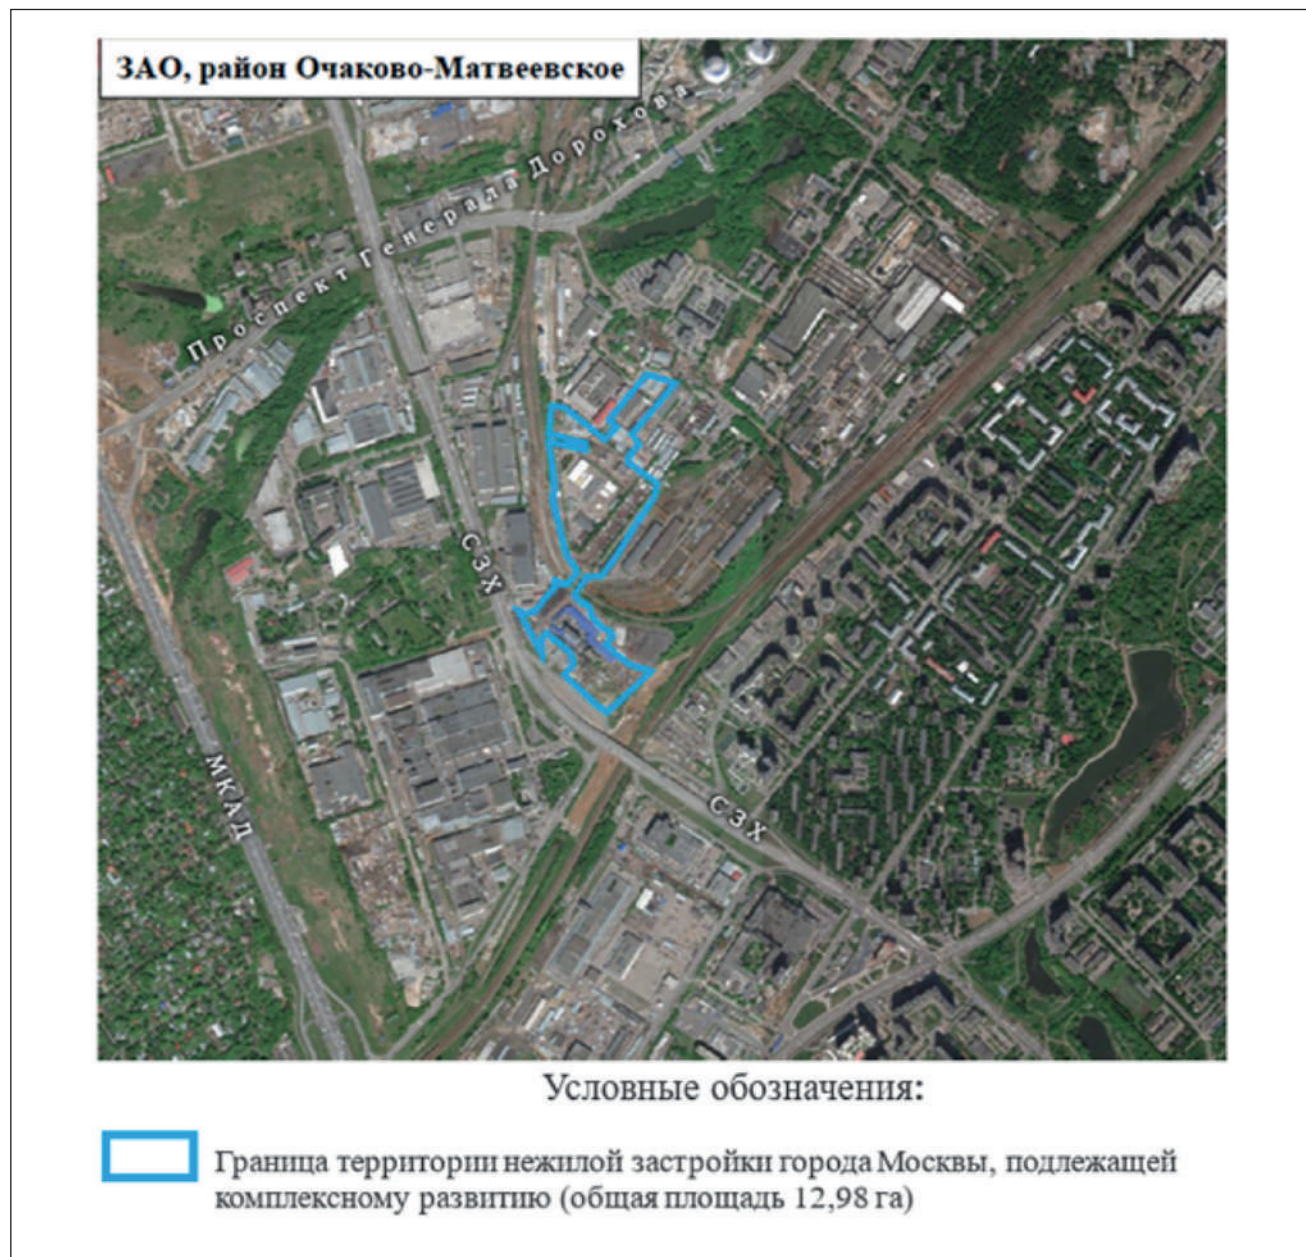 ЗАО, район Очаково-Матвеевское
Проспект Генерала Дорохова
СЗХ
МКАД
СЗХ
Условные обозначения:
Граница территории нежилой застройки города Москвы, подлежащей
комплексному развитию (общая площадь 12,98 га)